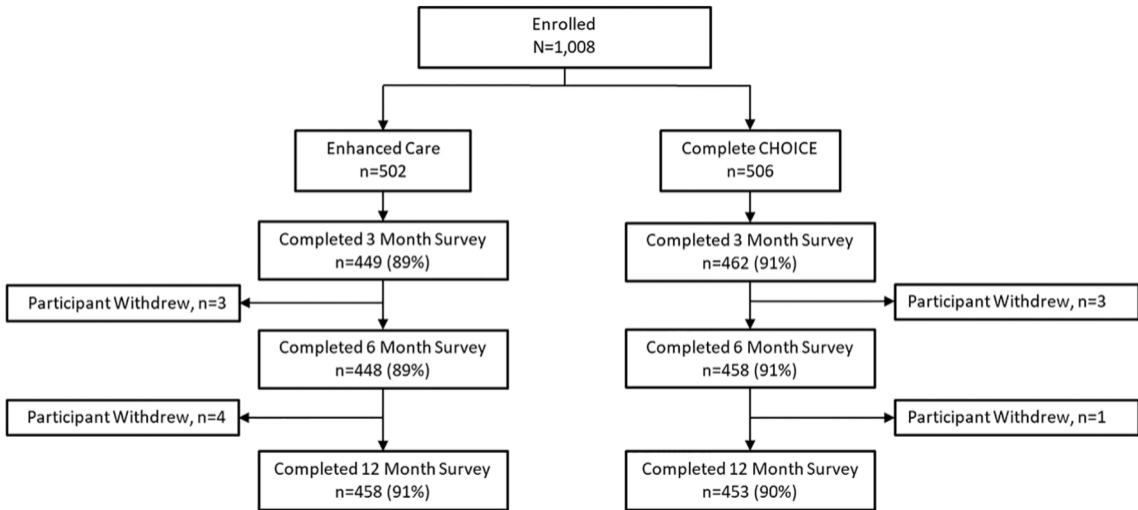 Enrolled
N=1,008
Enhanced Care
n=502
Complete CHOICE
n=506
Completed 3 Month Survey
n=449 (89%)
Completed 3 Month Survey
n=462 (91%)
Participant Withdrew, n=3
Participant Withdrew, n=3
Completed 6 Month Survey
n=448 (89%)
Completed 6 Month Survey
n=458 (91%)
Participant Withdrew, n=4
Participant Withdrew, n=1
Completed 12 Month Survey
n=458 (91%)
Completed 12 Month Survey
n=453 (90%)